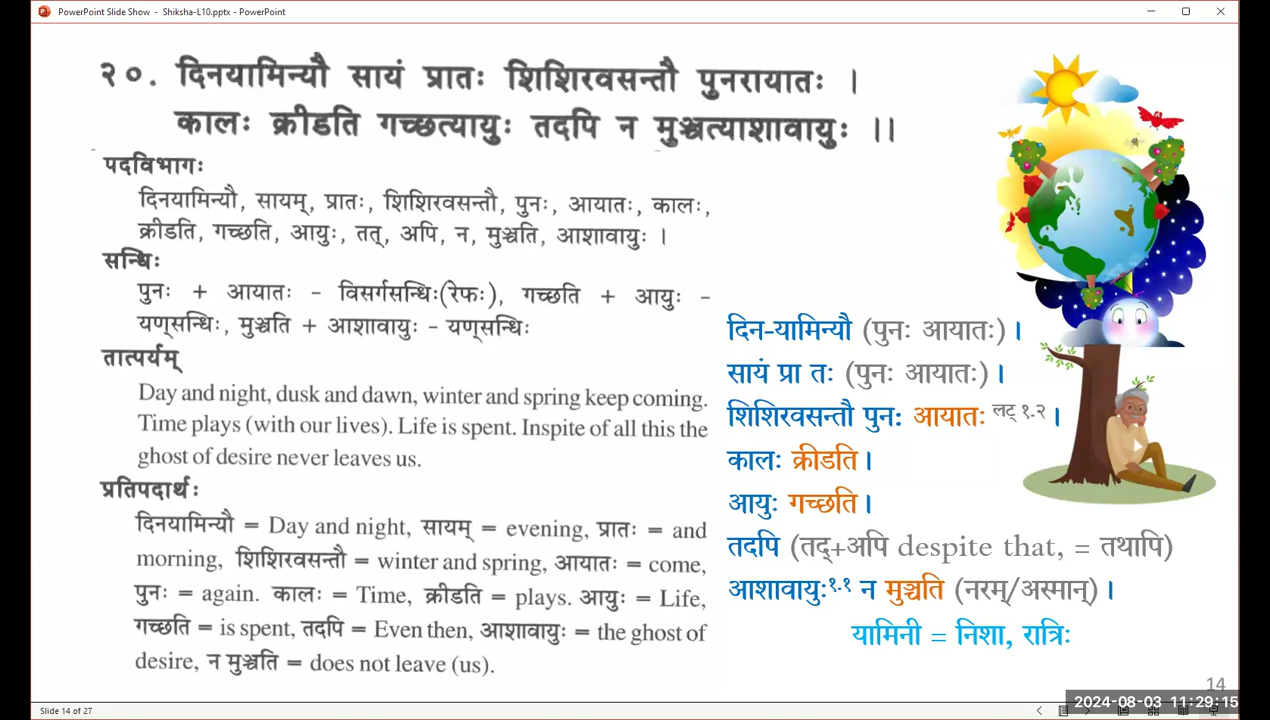 PowerPoint Slide Show - Shiksha-L10.pptx - PowerPoint
२०. दिनयामिन्यौ सायं प्रातः शिशिरवसन्तौ पुनरायातः ।
कालः क्रीडति गच्छत्यायुः तदपि न मुञ्चत्याशावायुः ।।
पदविभागः
दिनयामिन्यौ, सायम्, प्रातः, शिशिरवसन्तौ, पुनः, आयातः, कालः,
क्रीडति, गच्छति, आयुः, तत्, अपि, न, मुञ्चति, आशावायुः ।
सन्धिः
पुनः + आयातः - विसर्गसन्धिः(रेफः), गच्छति + आयुः -
यण्सन्धिः, मुञ्चति + आशावायुः - यण्सन्धिः
तात्पर्यम्
Day and night, dusk and dawn, winter and spring keep coming.
Time plays (with our lives). Life is spent. Inspite of all this the
ghost of desire never leaves us.
प्रतिपदार्थः
दिनयामिन्यौ = Day and night, सायम् = evening, प्रातः = and
morning, शिशिरवसन्तौ = winter and spring, आयातः = come,
पुनः = again. कालः = Time, क्रीडति = plays. आयुः = Life,
गच्छति = is spent, तदपि = Even then, आशावायुः = the ghost of
desire, न मुञ्चति = does not leave (us).
दिन-यामिन्यौ (पुनः आयातः) ।
सायं प्रा तः (पुनः आयातः) ।
शिशिरवसन्तौ पुन: आयातः लट् १.२ ।
कालः क्रीडति ।
आयुः गच्छति ।
तदपि (तद्+अपि despite that, = तथापि)
आशावायुः१.१ न मुञ्चति (नरम्/अस्मान्) ।
यामिनी = निशा, रात्रिः
14
Slide 14 of 27
2024-08-03 11:29:15